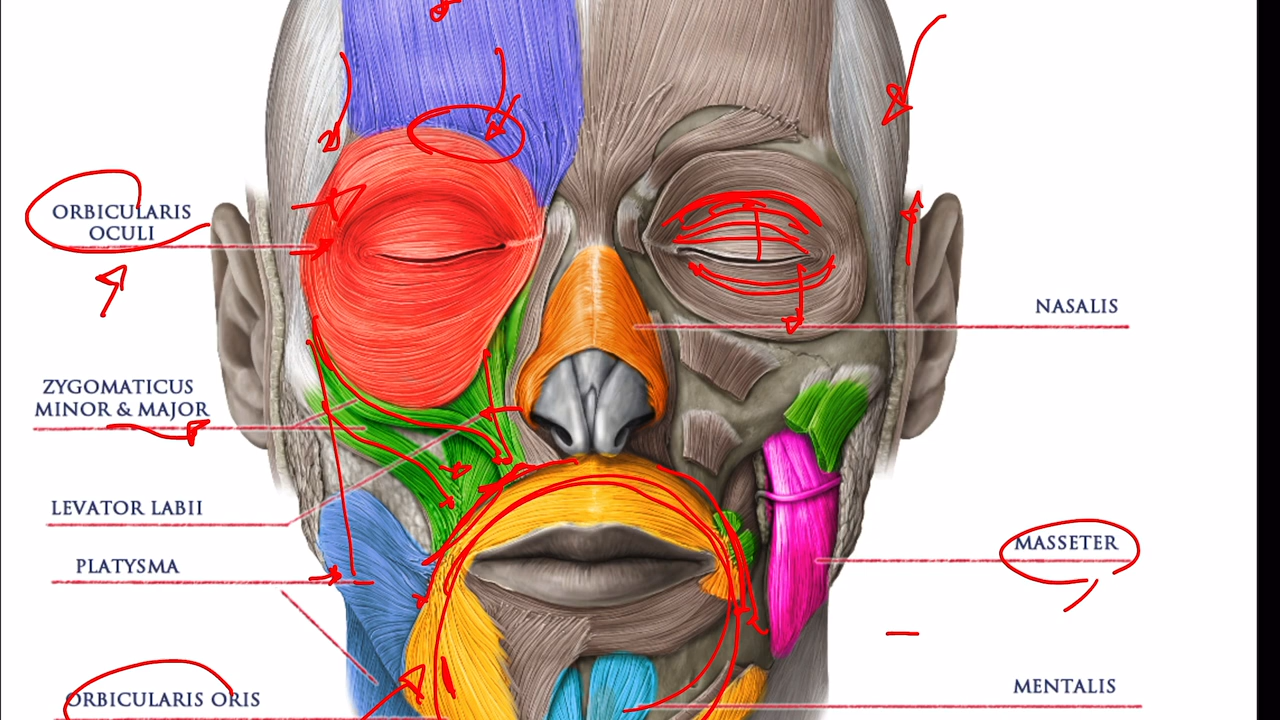 ORBICULARIS
OCULI
NASALIS
ZYGOMATICUS
MINOR & MAJOR
LEVATOR LABII
MASSETER
PLATYSMA
ORBICULARIS ORIS
MENTALIS